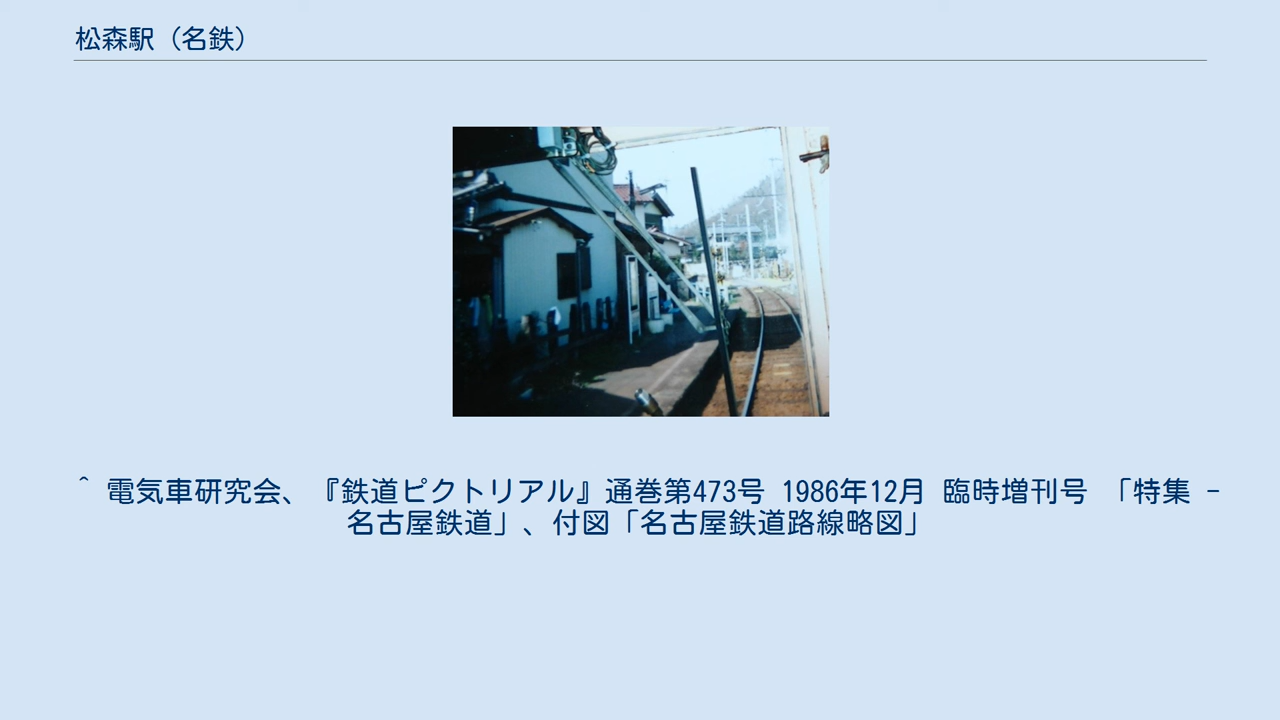 松森駅（名鉄）
^ 電気車研究会、『鉄道ピクトリアル』通巻第473号 1986年12月 臨時増刊号 「特集 -
名古屋鉄道」、付図「名古屋鉄道路線略図」